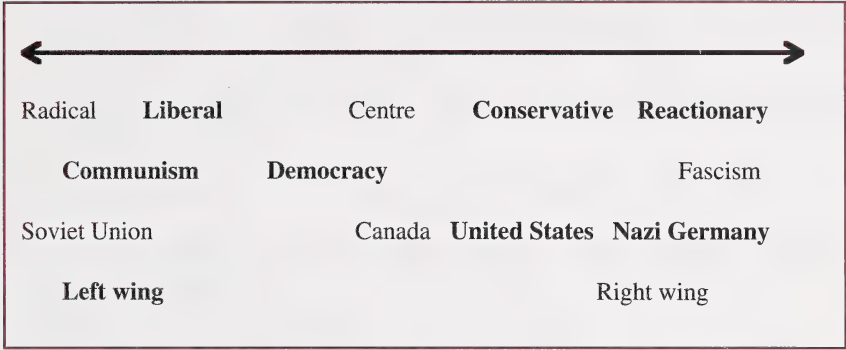 Radical Liberal Centre Conservative Reactionary
Communism Democracy Fascism
Soviet Union Canada United States Nazi Germany
Left wing Right wing